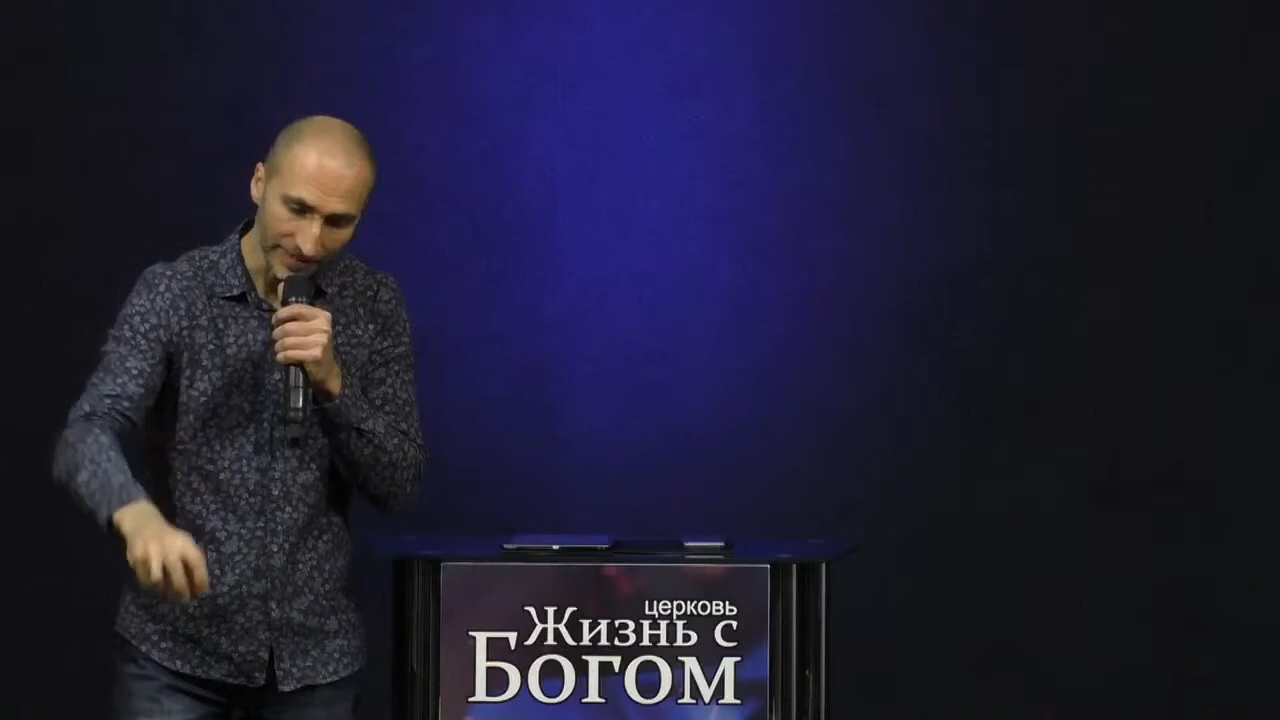 церковь
Жизнь с
Богом